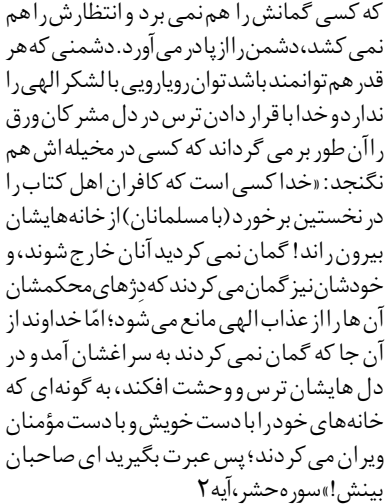 که کسی گمانش را هم نمی برد و انتظارش را هم
نمی کشد، دشمن را از پا در می آورد. دشمنی که هر
قدر هم توانمند باشد توان رویارویی با لشکر الهی را
ندارد و خدا با قرار دادن ترس در دل مشرکان ورق
را آن طور بر می گرداند که کسی در مخیله اش هم
نگنجد: «خدا کسی است که کافران اهل کتاب را
در نخستین برخورد (با مسلمانان) از خانه‌هایشان
بیرون راند! گمان نمی کردید آنان خارج شوند، و
خودشان نیز گمان می کردند که دِژهای محکمشان
آن ها را از عذاب الهی مانع می شود؛ امّا خداوند از
آن جا که گمان نمی کردند به سراغشان آمد و در
دل هایشان ترس و وحشت افکند، به گونه ای که
خانه‌های خود را با دست خویش و با دست مؤمنان
ویران می کردند؛ پس عبرت بگیرید ای صاحبان
بینش!» سوره حشر، آیه ۲